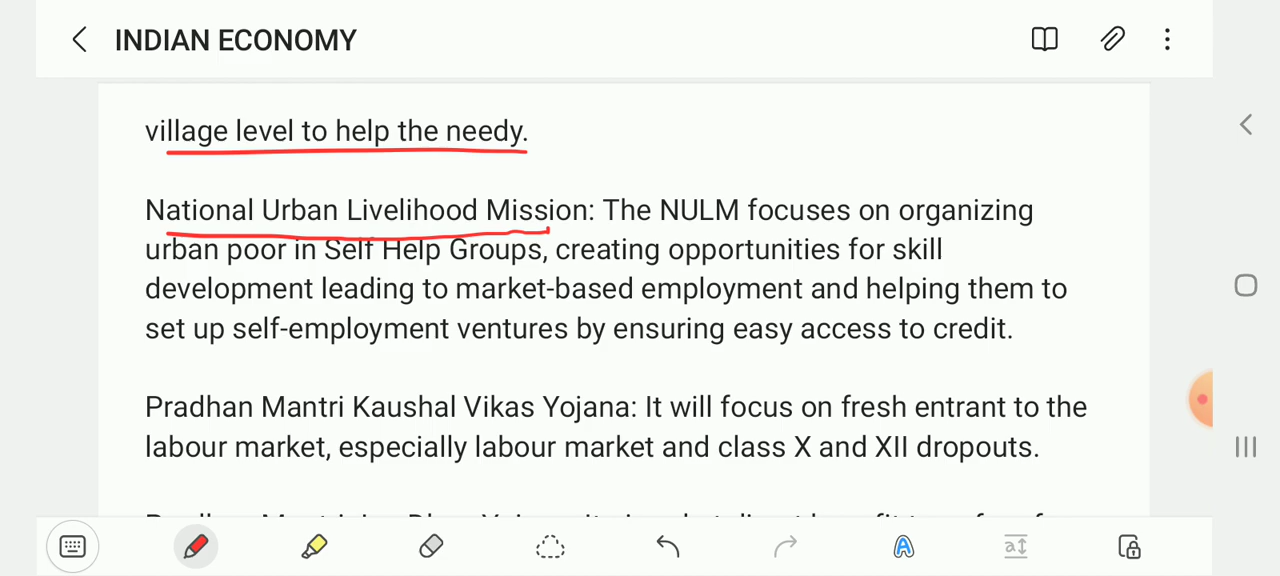 INDIAN ECONOMY
village level to help the needy.
National Urban Livelihood Mission: The NULM focuses on organizing
urban poor in Self Help Groups, creating opportunities for skill
development leading to market-based employment and helping them to
set up self-employment ventures by ensuring easy access to credit.
Pradhan Mantri Kaushal Vikas Yojana: It will focus on fresh entrant to the
labour market, especially labour market and class X and XII dropouts.